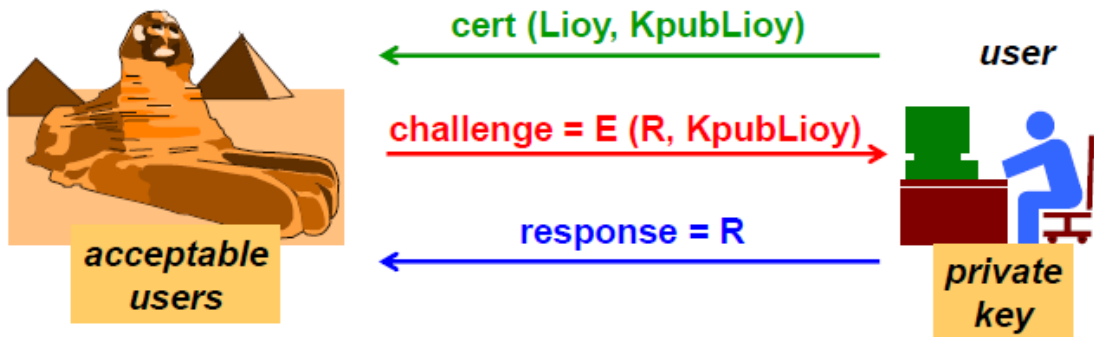 cert (Lioy, KpubLioy)
user
challenge = E (R, KpubLioy)
response = R
acceptable
users
private
key